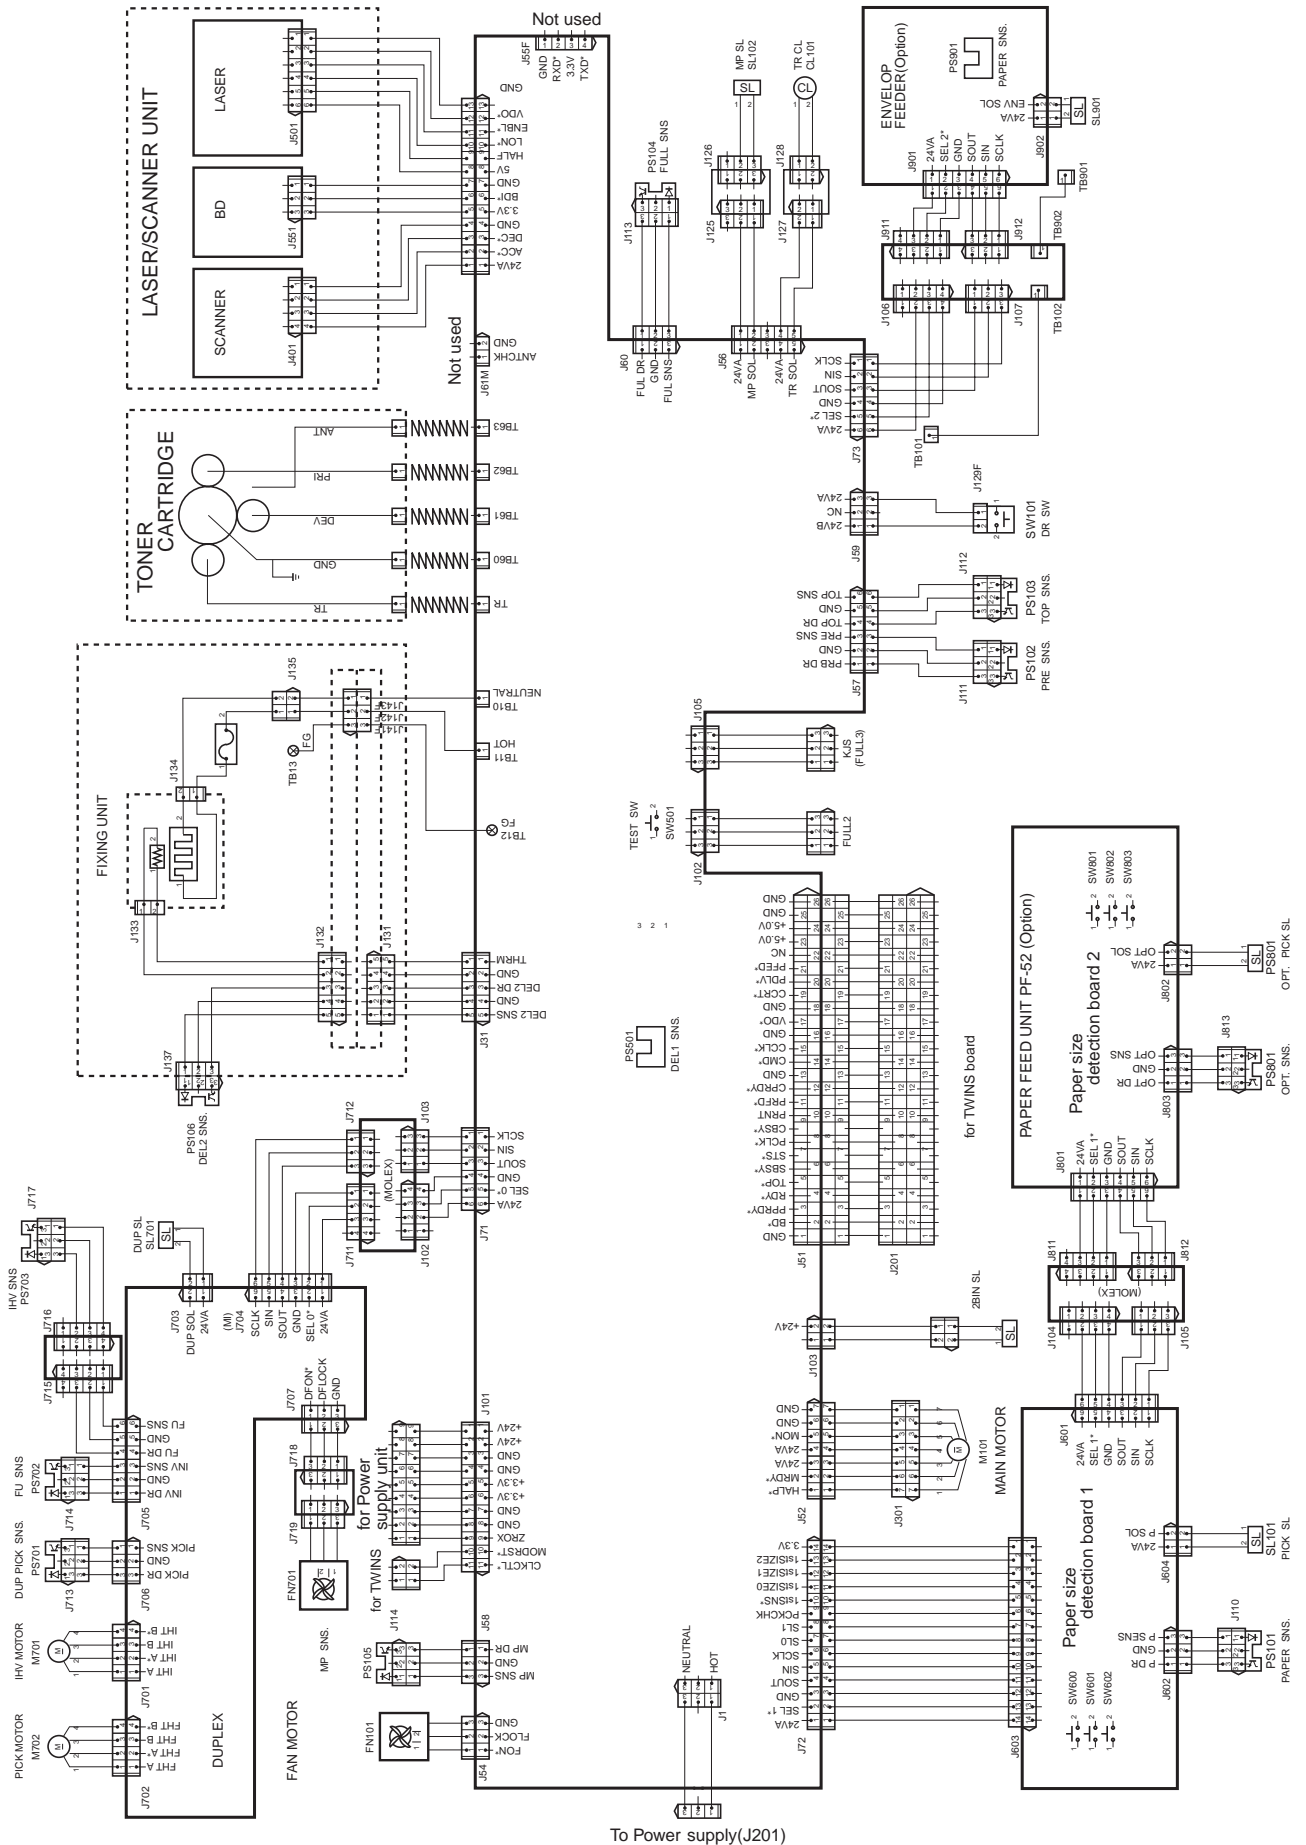 LASER/SCANNER UNIT
LASER
J501
BD
J551
SCANNER
J401
GND
VDO*
ENBL*
LON*
HALF
5V
GND
BDI*
3.3V
GND
DEC*
ACC*
24VA
Not used
J55F
GND
RXD*
3.3V
TXD*
Not used
GND
ANTCHK
J61M
TONER
CARTRIDGE
ANT
PRI
DEV
GND
TR
TB63
TB62
TB61
TB60
TR
FIXING UNIT
J135
J134
J133
J132
J131
J137
J143F
J142F
J141F
FG
TB13
NEUTRAL
TB10
HOT
TB11
FG
TB12
THRM
GND
DEL2 DR
GND
DEL2 SNS
J31
PS106
DEL2 SNS.
J712
J103
(MOLEX)
J711
J102
SCLK
SIN
SOUT
GND
SEL0*
24VA
J71
J717
IHV SNS
PS703
J716
J715
DUP SL
SL701
SL
J703
DUP SOL
24VA
(MI)
J704
SCLK
SIN
SOUT
GND
SEL 0*
24VA
FU SNS
GND
FU DR
INV SNS
GND
INV DR
J705
FU SNS
PS702
J714
DUP PICK SNS.
PS701
J713
PICK SNS
GND
PICK DR
J706
IHV MOTOR
M701
M
IHT B*
IHT B
IHT A*
IHT A
J701
PICK MOTOR
M702
M
FHT B*
FHT B
FHT A*
FHT A
J702
DUPLEX
J707
DFON*
DFLOCK
GND
J718
J719
FN701
for Power
supply unit
for TWINS
J101
+24V
+24V
GND
GND
+3.3V
+3.3V
GND
GND
ZROX
MODRST*
CLKCTL*
J58
MP SNS.
PS105
J114
MP DR
GND
MP SNS
FAN MOTOR
FN101
GND
FLOCK
FON*
J54
J113
PS104
FULL SNS
J60
FUL DR
GND
FUL SNS
MP SL
SL102
SL
J126
J125
TR CL
CL101
CL
J128
J127
J56
24VA
MP SOL
24VA
TR SOL
SCLK
SIN
SOUT
GND
SEL 2*
24VA
J73
ENVELOP
FEEDER(Option)
PS901
PAPER SNS.
ENV SOL
24VA
J902
SL
SL901
J901
24VA
SEL 2*
GND
SOUT
SIN
SCLK
J911
J912
TB902
TB901
J106
J107
TB102
TB101
24VA
NC
24VB
J59
J129F
SW101
DR SW
TOP SNS
GND
TOP DR
PRE SNS
GND
PRB DR
J57
J112
PS103
TOP SNS.
J111
PS102
PRE SNS.
J105
KJS
(FULL3)
TEST SW
SW501
J102
FULL2
3 2 1
PS501
DEL1 SNS.
GND
GND
+5.0V
+5.0V
NC
PFED*
PDLV*
CCRT*
GND
VDO*
GND
CCLK*
CMD*
GND
CPRDY*
PRFD*
PRNT
CBSY*
PCLK*
STS*
SBSY*
TOP*
RDY*
PPRDY*
BD*
GND
J51
J201
for TWINS board
+24V
J103
2BIN SL
SL
GND
GND
MON*
24VA
24VA
MRDY*
HALP*
J52
J301
M
M101
MAIN MOTOR
3.3V
1stSIZE2
1stSIZE1
1stSIZE0
1stSNS*
PCKCHK
SL1
SL0
SCLK
SIN
SOUT
GND
SEL 1*
24VA
J72
J603
NEUTRAL
HOT
J1
To Power supply(J201)
PAPER FEED UNIT PF-52 (Option)
Paper size
detection board 2
SW801
SW802
SW803
OPT SOL
24VA
J802
SL
PS801
OPT. PICK SL
OPT SNS
GND
OPT DR
J803
J813
PS801
OPT. SNS.
J801
24VA
SEL 1*
GND
SOUT
SIN
SCLK
J811
J812
(MOLEX)
J104
J105
J601
24VA
SEL 1*
GND
SOUT
SIN
SCLK
Paper size
detection board 1
P SOL
24VA
J604
SL
SL101
PICK SL
P SENS
GND
P DR
J602
J110
PS101
PAPER SNS.
SW600
SW601
SW602